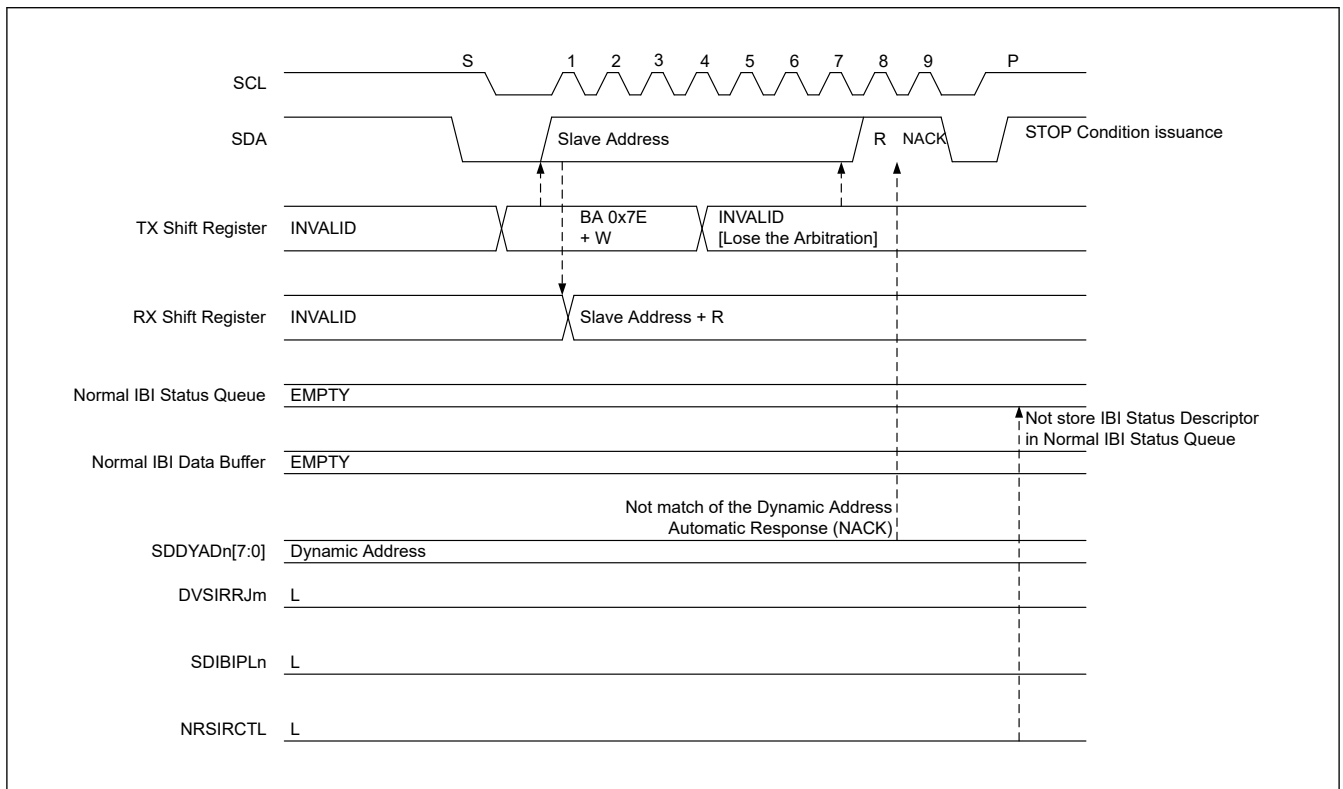 S 1 2 3 4 5 6 7 8 9 P
SCL
SDA Slave Address R NACK STOP Condition issuance
TX Shift Register INVALID BA 0x7E INVALID
+ W [Lose the Arbitration]
RX Shift Register INVALID Slave Address + R
Normal IBI Status Queue EMPTY
Not store IBI Status Descriptor
in Normal IBI Status Queue
Normal IBI Data Buffer EMPTY
Not match of the Dynamic Address
Automatic Response (NACK)
SDDYADn[7:0] Dynamic Address
DVSIRRJm L
SDIBIPLn L
NRSIRCTL L